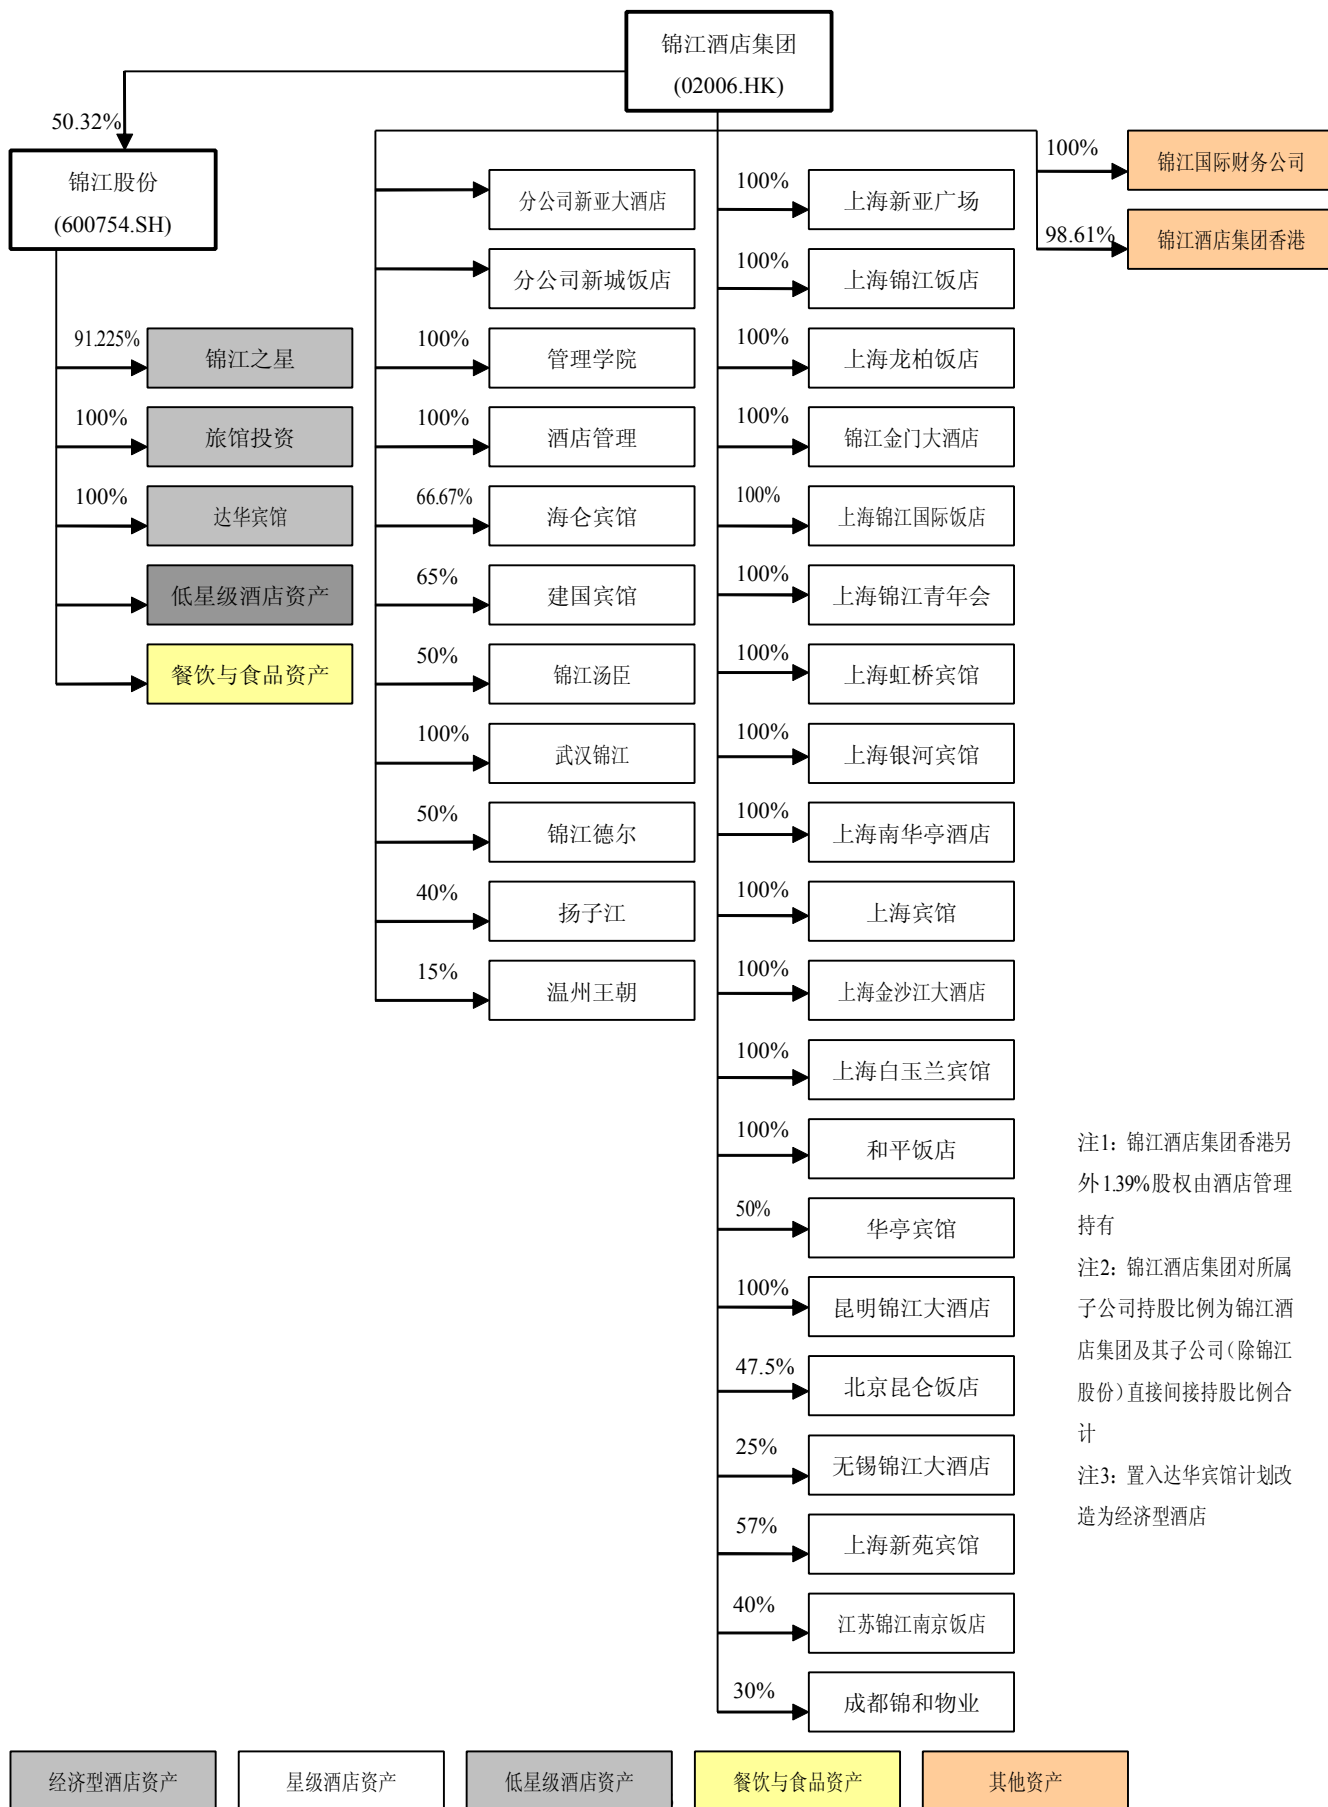 锦江酒店集团
(02006.HK)
50.32%
锦江股份
(600754.SH)
91.225%
锦江之星
100%
旅馆投资
100%
达华宾馆
低星级酒店资产
餐饮与食品资产
分公司新亚大酒店
分公司新城饭店
100%
管理学院
100%
酒店管理
66.67%
海仑宾馆
65%
建国宾馆
50%
锦江汤臣
100%
武汉锦江
50%
锦江德尔
40%
扬子江
15%
温州王朝
100%
上海新亚广场
100%
上海锦江饭店
100%
上海龙柏饭店
100%
锦江金门大酒店
100%
上海锦江国际饭店
100%
上海锦江青年会
100%
上海虹桥宾馆
100%
上海银河宾馆
100%
上海南华亭酒店
100%
上海宾馆
100%
上海金沙江大酒店
100%
上海白玉兰宾馆
100%
和平饭店
50%
华亭宾馆
100%
昆明锦江大酒店
47.5%
北京昆仑饭店
25%
无锡锦江大酒店
57%
上海新苑宾馆
40%
江苏锦江南京饭店
30%
成都锦和物业
100%
锦江国际财务公司
98.61%
锦江酒店集团香港
注1：锦江酒店集团香港另
外1.39%股权由酒店管理
持有
注2：锦江酒店集团对所属
子公司持股比例为锦江酒
店集团及其子公司（除锦江
股份）直接间接持股比例合
计
注3：置入达华宾馆计划改
造为经济型酒店
经济型酒店资产
星级酒店资产
低星级酒店资产
餐饮与食品资产
其他资产